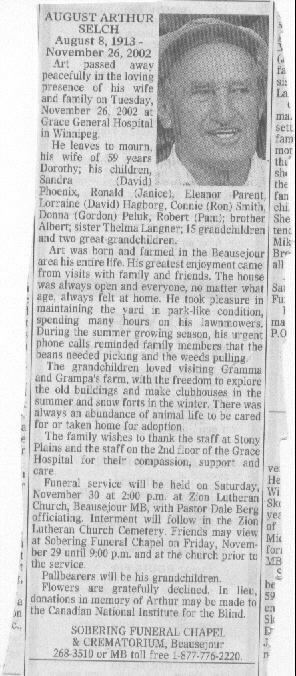 AUGUST ARTHUR
SELCH
August 8, 1913 -
November 26, 2002
Art passed away
peacefully in the loving
presence of his wife
and family on Tuesday,
November 26, 2002 at
Grace General Hospital
in Winnipeg.
He leaves to mourn,
his wife of 59 years
Dorothy; his children,
Sandra (David)
Phoenix, Ronald (Janice), Eleanor Parent,
Lorraine (David) Hagborg, Connie (Ron) Smith,
Donna (Gordon) Peluk, Robert (Pam); brother
Albert; sister Thelma Langner; 15 grandchildren
and two great-grandchildren.
Art was born and farmed in the Beausejour
area his entire life. His greatest enjoyment came
from visits with family and friends. The house
was always open and everyone, no matter what
age, always felt at home. He took pleasure in
maintaining the yard in park-like condition,
spending many hours on his lawnmowers.
During the summer growing season, his urgent
phone calls reminded family members that the
beans needed picking and the weeds pulling.
The grandchildren loved visiting Gramma
and Grampa's farm, with the freedom to explore
the old buildings and make clubhouses in the
summer and snow forts in the winter. There was
always an abundance of animal life to be cared
for or taken home for adoption.
The family wishes to thank the staff at Stony
Plains and the staff on the 2nd floor of the Grace
Hospital for their compassion, support and
care.
Funeral service will be held on Saturday,
November 30 at 2:00 p.m. at Zion Lutheran
Church, Beausejour MB, with Pastor Dale Berg
officiating. Interment will follow in the Zion
Lutheran Church Cemetery. Friends may view
at Sobering Funeral Chapel on Friday, Novem-
ber 29 until 9:00 p.m. and at the church prior to
the service.
Pallbearers will be his grandchildren.
Flowers are gratefully declined. In lieu,
donations in memory of Arthur may be made to
the Canadian National Institute for the Blind.
SOBERING FUNERAL CHAPEL
& CREMATORIUM, Beausejour
268-3510 or MB toll free 1-877-776-2220.